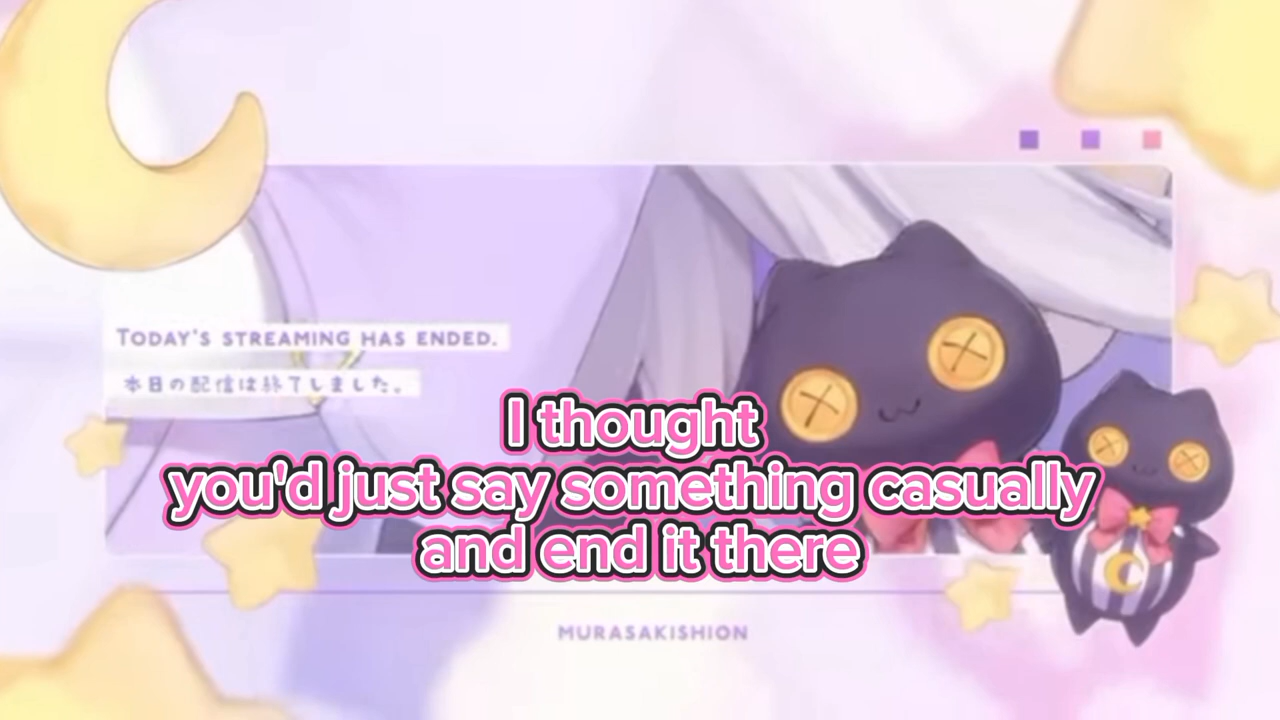 TODAY'S STREAMING HAS ENDED.
本日の配信は終了しました。
I thought
you'd just say something casually
and end it there
MURASAKISHION